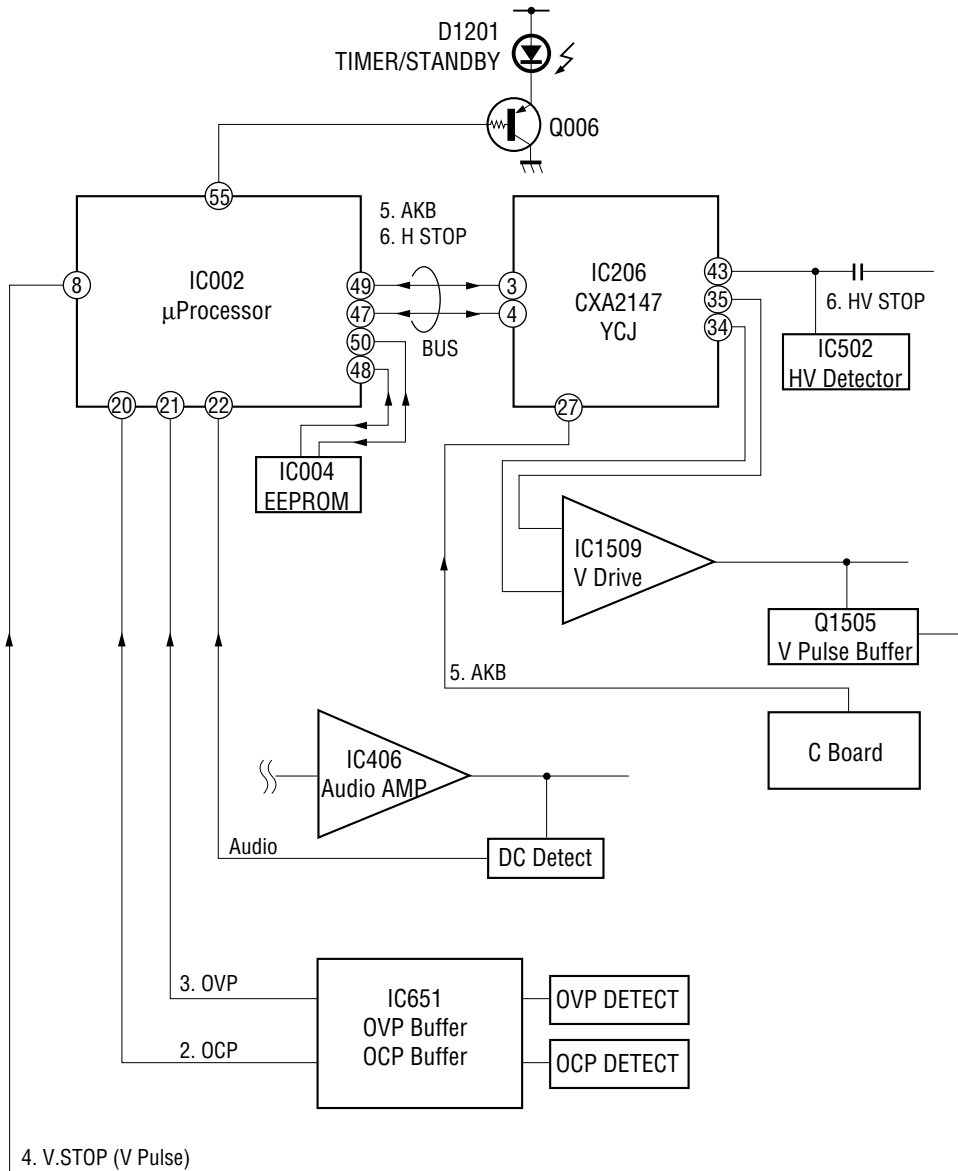 D1201
TIMER/STANDBY
Q006
55
5. AKB
6. H STOP
8
IC002
µProcessor
49
47
50
48
BUS
3
4
IC206
CXA2147
YCJ
43
35
34
6. HV STOP
IC502
HV Detector
20
21
22
27
IC004
EEPROM
IC1509
V Drive
Q1505
V Pulse Buffer
5. AKB
C Board
IC406
Audio AMP
Audio
DC Detect
3. OVP
2. OCP
IC651
OVP Buffer
OCP Buffer
OVP DETECT
OCP DETECT
4. V.STOP (V Pulse)